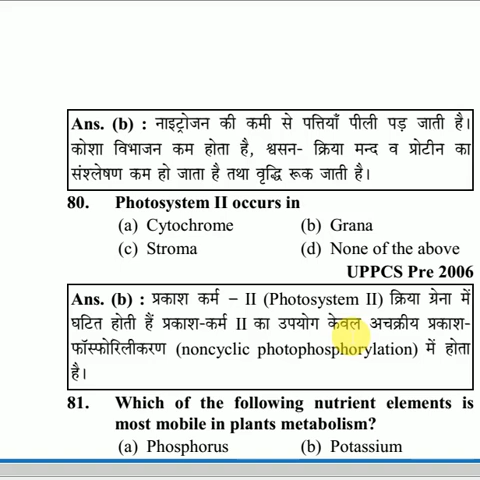 Ans. (b) : नाइट्रोजन की कमी से पत्तियाँ पीली पड़ जाती है।
कोशा विभाजन कम होता है, श्वसन- क्रिया मन्द व प्रोटीन का
संश्लेषण कम हो जाता है तथा वृद्धि रूक जाती है।
80. Photosystem II occurs in
(a) Cytochrome (b) Grana
(c) Stroma (d) None of the above
UPPCS Pre 2006
Ans. (b) : प्रकाश कर्म – II (Photosystem II) क्रिया ग्रेना में
घटित होती हैं प्रकाश-कर्म II का उपयोग केवल अचक्रीय प्रकाश-
फॉस्फोरिलीकरण (noncyclic photophosphorylation) में होता
है।
81. Which of the following nutrient elements is
most mobile in plants metabolism?
(a) Phosphorus (b) Potassium